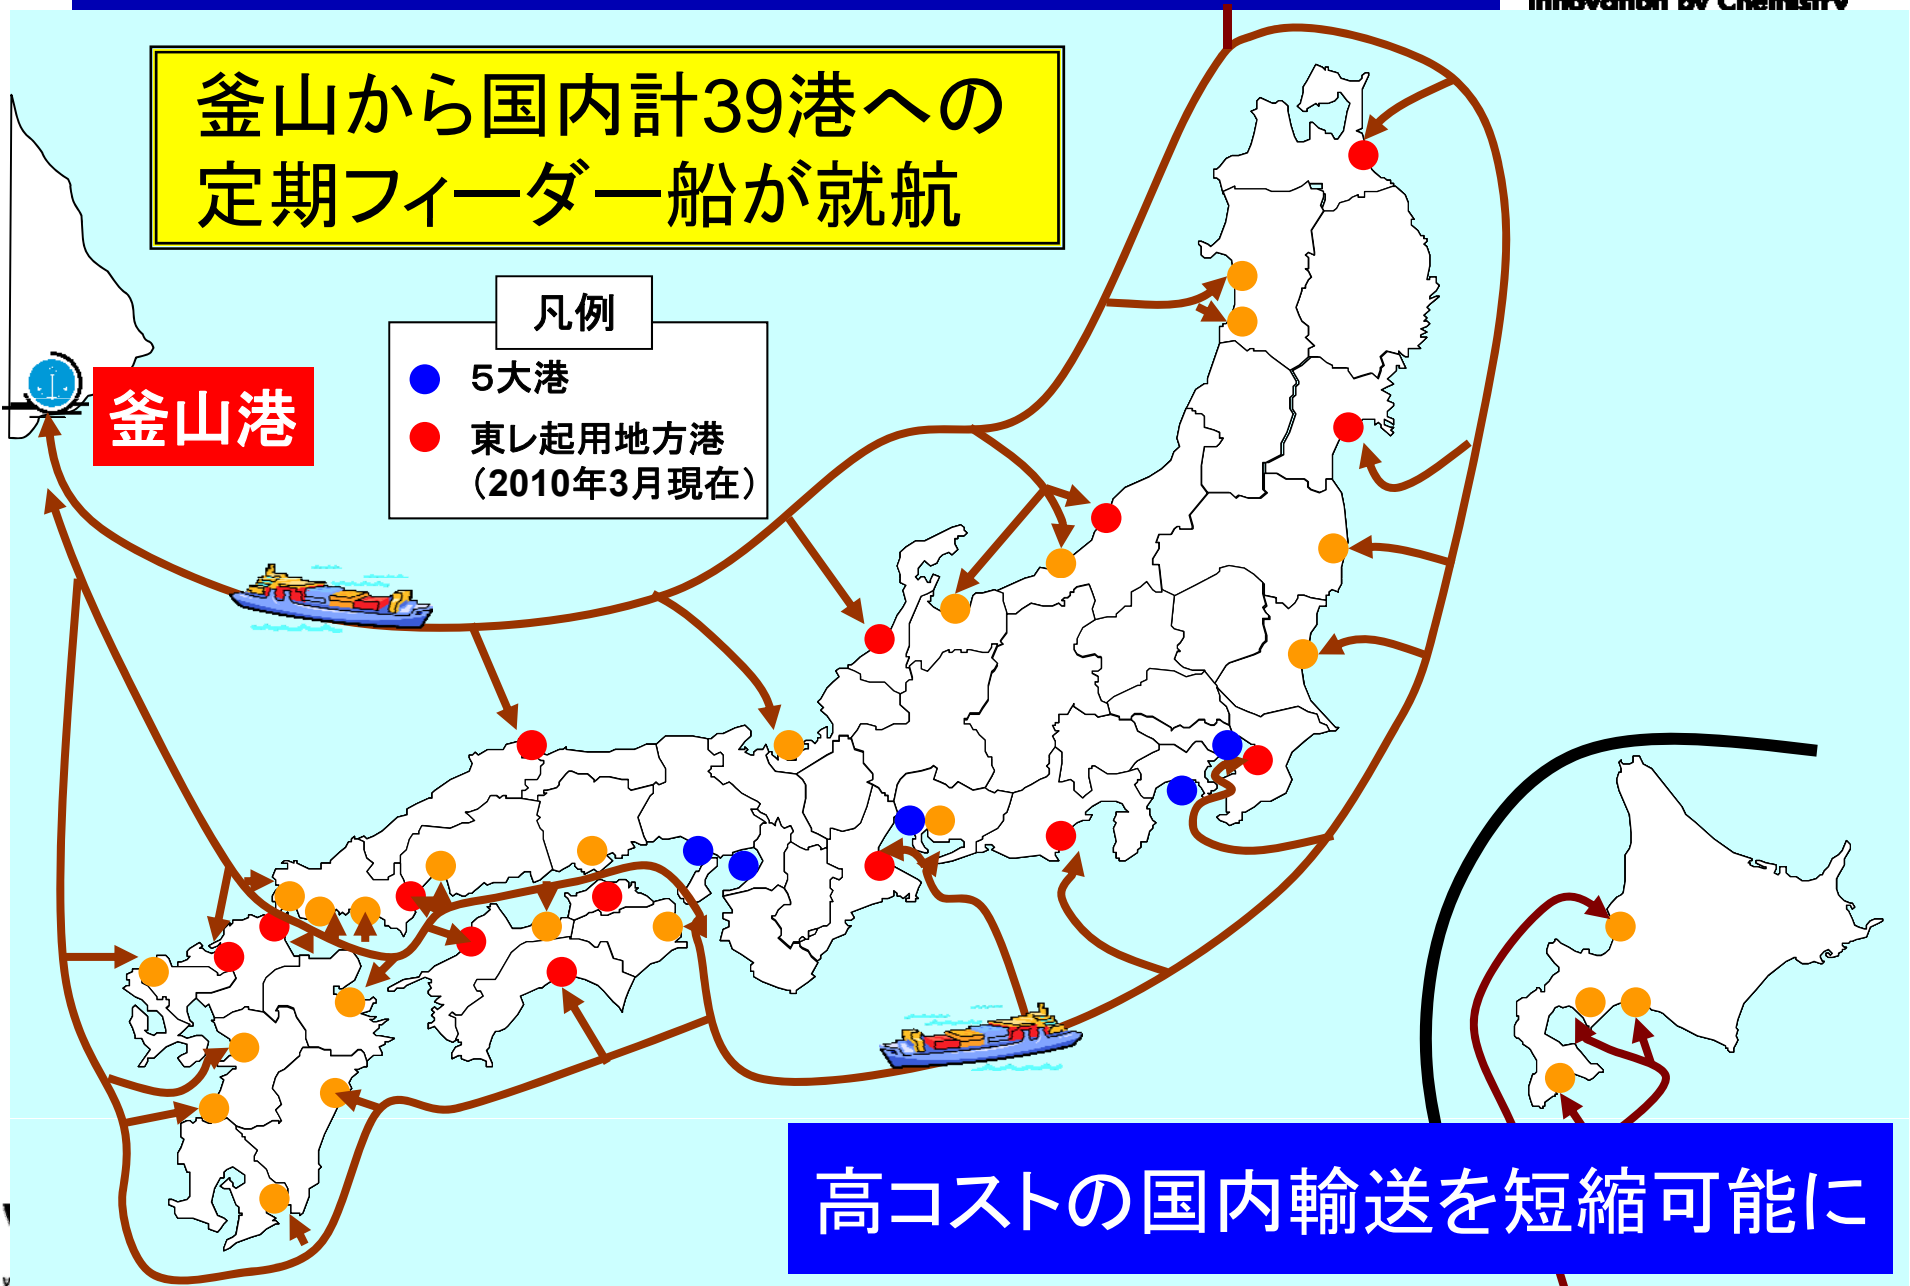 Innovation by Chemistry
釜山から国内計39港への
定期フィーダー船が就航
凡例
５大港
東レ起用地方港
（2010年3月現在）
釜山港
高コストの国内輸送を短縮可能に